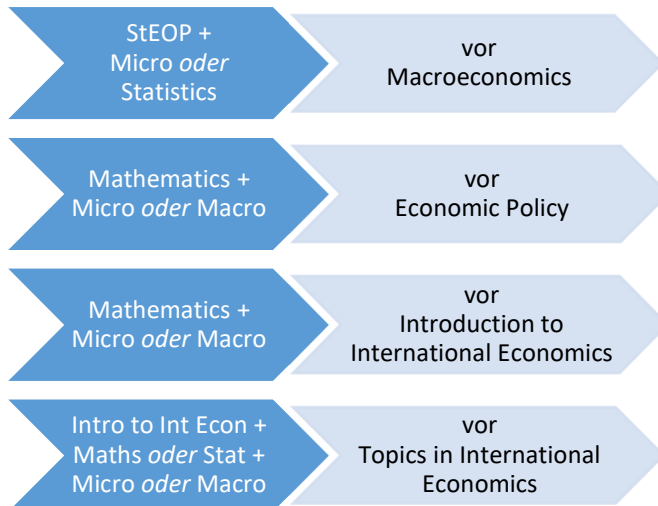 StEOP +
Micro oder
Statistics
vor
Macroeconomics
Mathematics +
Micro oder Macro
vor
Economic Policy
Mathematics +
Micro oder Macro
vor
Introduction to
International Economics
Intro to Int Econ +
Maths oder Stat +
Micro oder Macro
vor
Topics in International
Economics